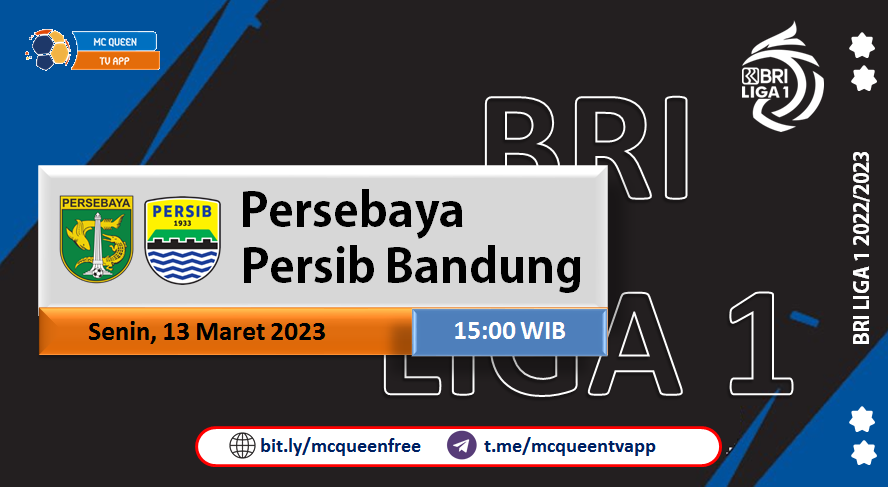 MC QUEEN
TV APP
BRI
LIGA 1
BRI
LIGA 1
PERSEBAYA
PERSIB
1933
Persebaya
Persib Bandung
Senin, 13 Maret 2023
15:00 WIB
BRI LIGA 1 2022/2023
bit.ly/mcqueenfree
t.me/mcqueentvapp